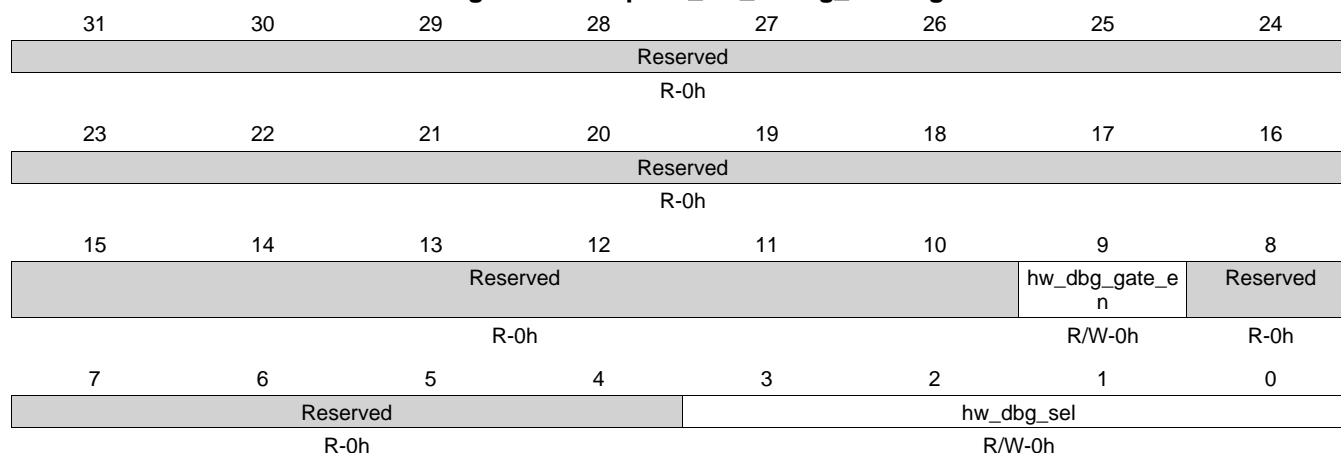 31 30 29 28 27 26 25 24
Reserved
R-0h
23 22 21 20 19 18 17 16
Reserved
R-0h
15 14 13 12 11 10 9 8
Reserved hw_dbg_gate_e Reserved
n
R-0h R/W-0h R-0h
7 6 5 4 3 2 1 0
Reserved hw_dbg_sel
R-0h R/W-0h